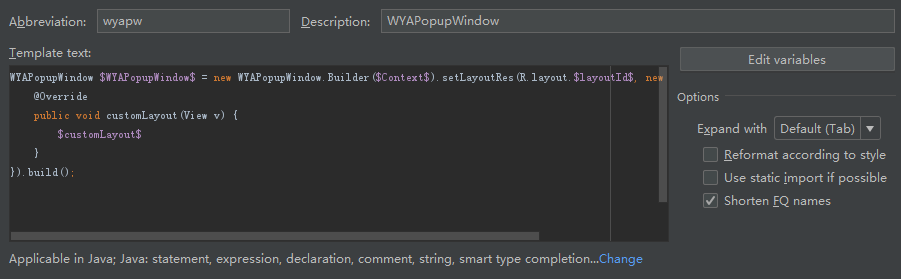 Abbreviation: wyapw Description: WYAPopupWindow
Template text:
WYAPopupWindow $WYAPopupWindow$ = new WYAPopupWindow.Builder($Context$).setLayoutRes(R.layout.$layoutId$, new
@Override
public void customLayout(View v) {
$customLayout$
}
}).build();
Edit variables
Options
Expand with Default (Tab)
Reformat according to style
Use static import if possible
Shorten FQ names
Applicable in Java; Java: statement, expression, declaration, comment, string, smart type completion...Change